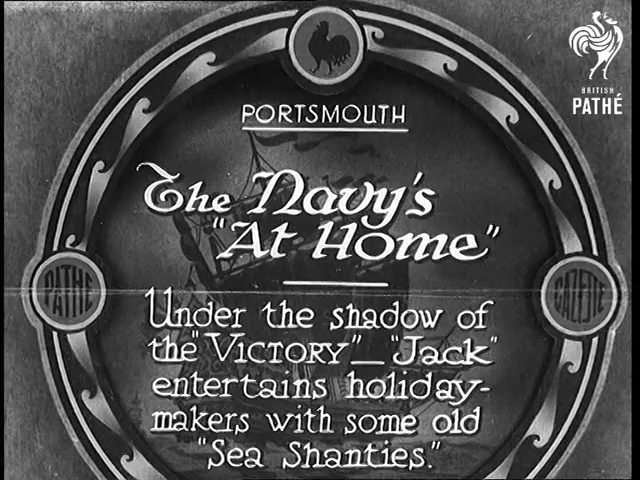 BRITISH
PATHÉ
PORTSMOUTH
The Navy's
"At Home"
PATHE
GAZETTE
Under the shadow of
the "VICTORY" — "Jack"
entertains holiday-
makers with some old
"Sea Shanties."